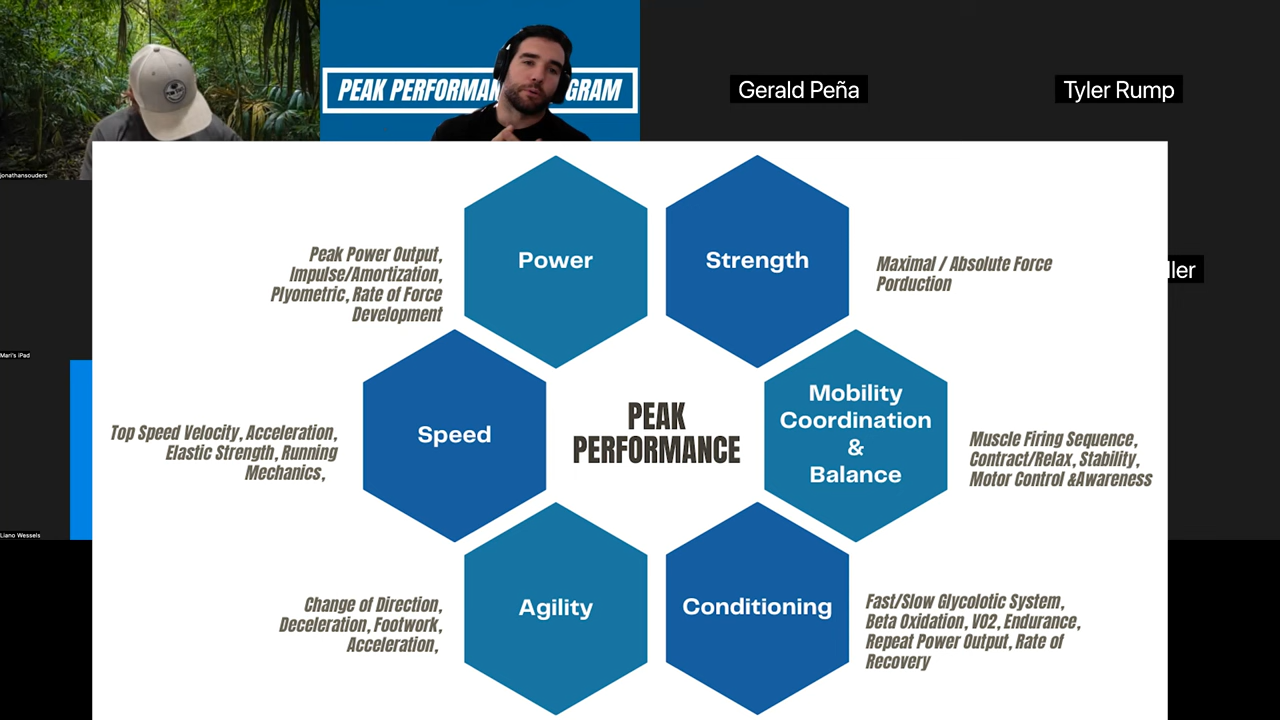 PEAK PERFORMAN GRAM
Gerald Peña
Tyler Rump
jonathansouders
Power
Strength
Peak Power Output,
Impulse/Amortization,
Plyometric, Rate of Force
Development
Maximal / Absolute Force
Porduction
ller
Mari's iPad
Speed
PEAK
PERFORMANCE
Mobility
Coordination
&
Balance
Top Speed Velocity, Acceleration,
Elastic Strength, Running
Mechanics,
Muscle Firing Sequence,
Contract/Relax, Stability,
Motor Control &Awareness
Liano Wessels
Agility
Conditioning
Change of Direction,
Deceleration, Footwork,
Acceleration,
Fast/Slow Glycolotic System,
Beta Oxidation, VO2, Endurance,
Repeat Power Output, Rate of
Recovery